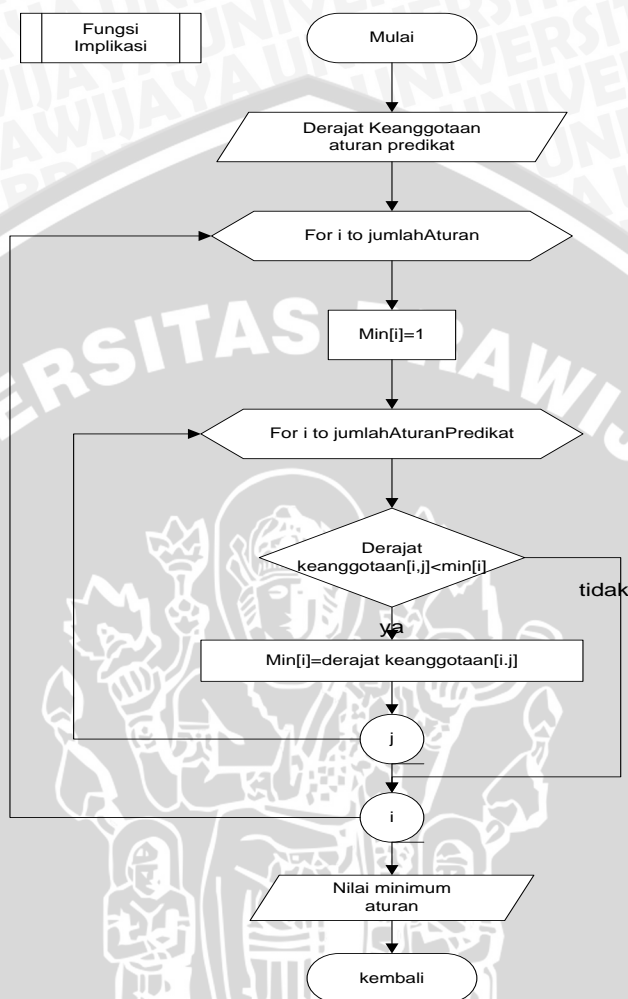 Fungsi
Implikasi
Mulai
Derajat Keanggotaan
aturan predikat
For i to jumlahAturan
Min[i]=1
For i to jumlahAturanPredikat
Derajat
keanggotaan[i,j]<min[i]
tidak
ya
Min[i]=derajat keanggotaan[i.j]
j
i
Nilai minimum
aturan
kembali